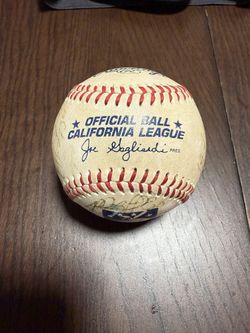 OFFICIAL BALL
CALIFORNIA LEAGUE
Joe Gagliardi PRES.